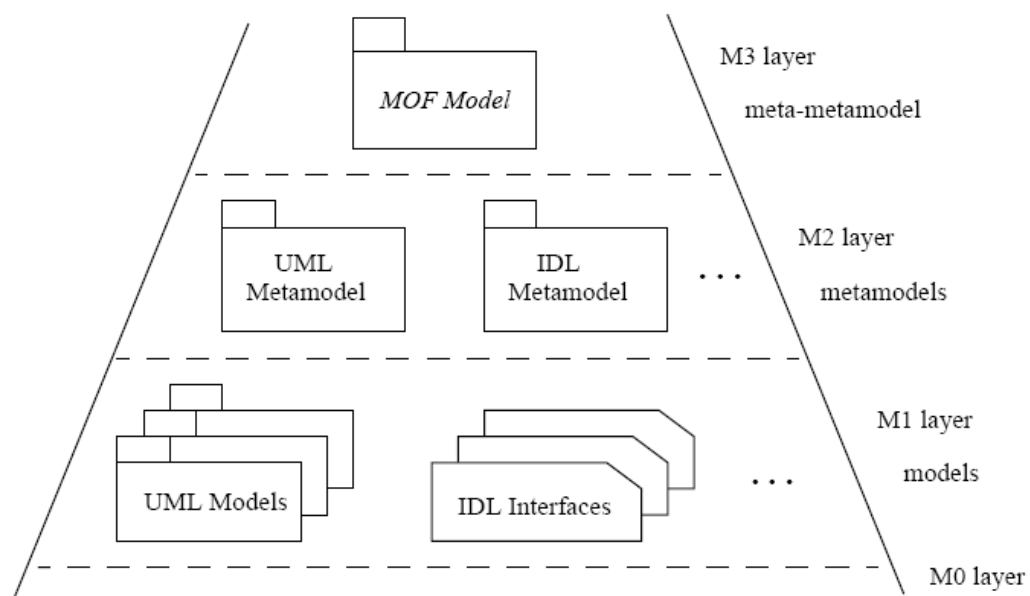 M3 layer
MOF Model
meta-metamodel
M2 layer
UML
Metamodel
IDL
Metamodel
...
metamodels
M1 layer
models
UML Models
IDL Interfaces
...
M0 layer